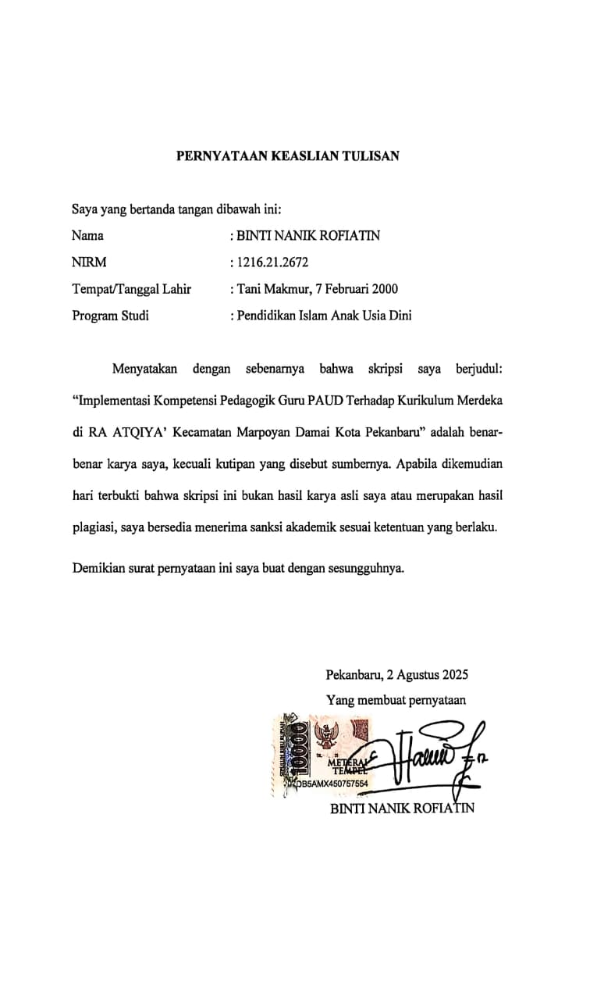 PERNYATAAN KEASLIAN TULISAN
Saya yang bertanda tangan dibawah ini:
Nama : BINTI NANIK ROFIATIN
NIRM : 1216.21.2672
Tempat/Tanggal Lahir : Tani Makmur, 7 Februari 2000
Program Studi : Pendidikan Islam Anak Usia Dini
Menyatakan dengan sebenarnya bahwa skripsi saya berjudul:
“Implementasi Kompetensi Pedagogik Guru PAUD Terhadap Kurikulum Merdeka
di RA ATQIYA’ Kecamatan Marpoyan Damai Kota Pekanbaru” adalah benar-
benar karya saya, kecuali kutipan yang disebut sumbernya. Apabila dikemudian
hari terbukti bahwa skripsi ini bukan hasil karya asli saya atau merupakan hasil
plagiasi, saya bersedia menerima sanksi akademik sesuai ketentuan yang berlaku.
Demikian surat pernyataan ini saya buat dengan sesungguhnya.
Pekanbaru, 2 Agustus 2025
Yang membuat pernyataan
10000
METERAI
TEMPEL
DB5AMX450757554
BINTI NANIK ROFIATIN